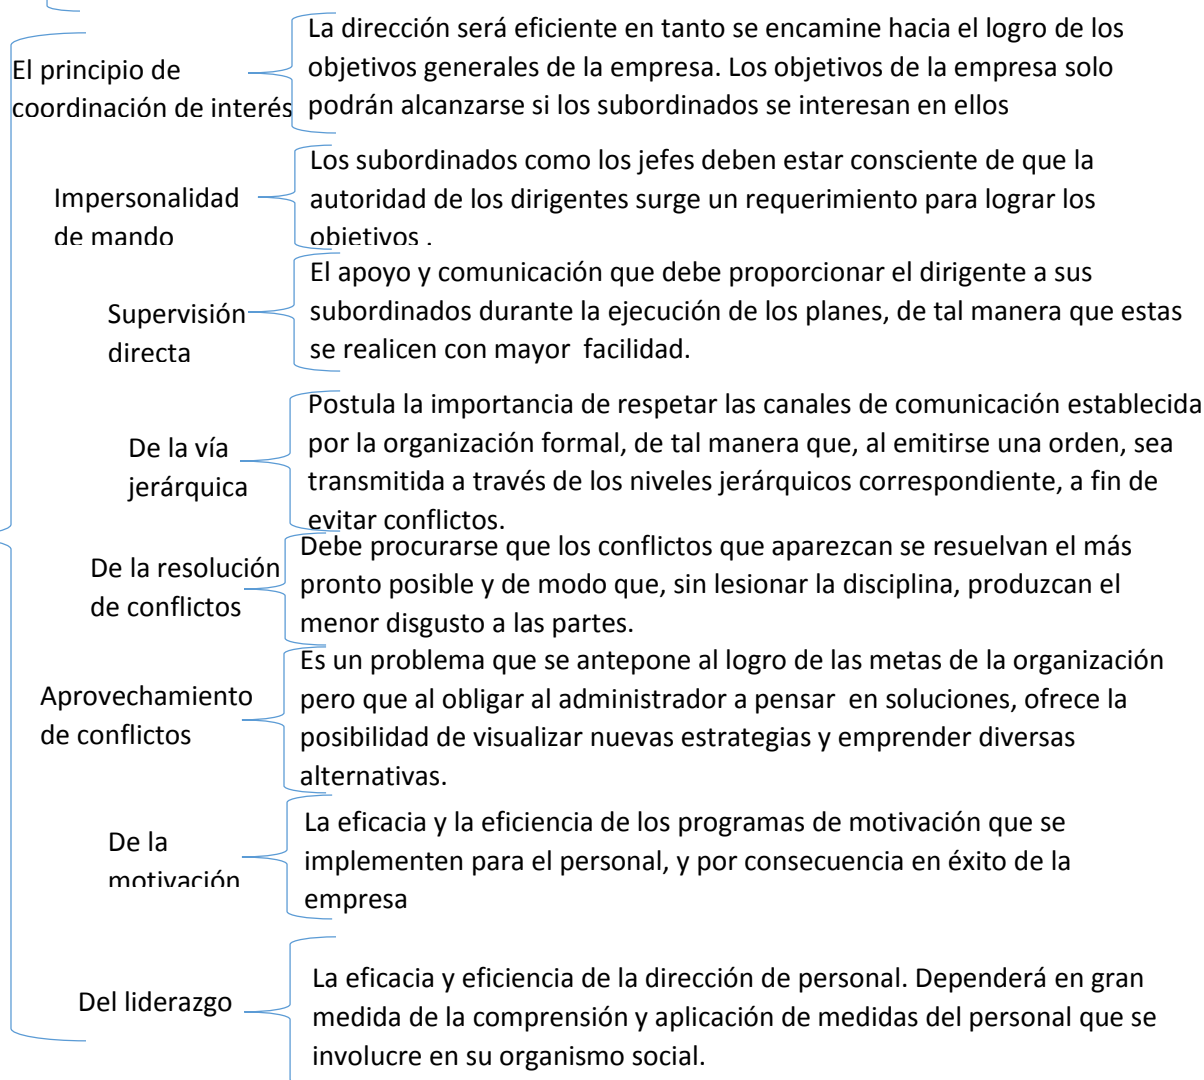 El principio de
coordinación de interés
La dirección será eficiente en tanto se encamine hacia el logro de los
objetivos generales de la empresa. Los objetivos de la empresa solo
podrán alcanzarse si los subordinados se interesan en ellos
Impersonalidad
de mando
Los subordinados como los jefes deben estar consciente de que la
autoridad de los dirigentes surge un requerimiento para lograr los
objetivos .
Supervisión
directa
El apoyo y comunicación que debe proporcionar el dirigente a sus
subordinados durante la ejecución de los planes, de tal manera que estas
se realicen con mayor  facilidad.
De la vía
jerárquica
Postula la importancia de respetar las canales de comunicación establecida
por la organización formal, de tal manera que, al emitirse una orden, sea
transmitida a través de los niveles jerárquicos correspondiente, a fin de
evitar conflictos.
De la resolución
de conflictos
Debe procurarse que los conflictos que aparezcan se resuelvan el más
pronto posible y de modo que, sin lesionar la disciplina, produzcan el
menor disgusto a las partes.
Aprovechamiento
de conflictos
Es un problema que se antepone al logro de las metas de la organización
pero que al obligar al administrador a pensar  en soluciones, ofrece la
posibilidad de visualizar nuevas estrategias y emprender diversas
alternativas.
De la
motivación
La eficacia y la eficiencia de los programas de motivación que se
implementen para el personal, y por consecuencia en éxito de la
empresa
Del liderazgo
La eficacia y eficiencia de la dirección de personal. Dependerá en gran
medida de la comprensión y aplicación de medidas del personal que se
involucre en su organismo social.